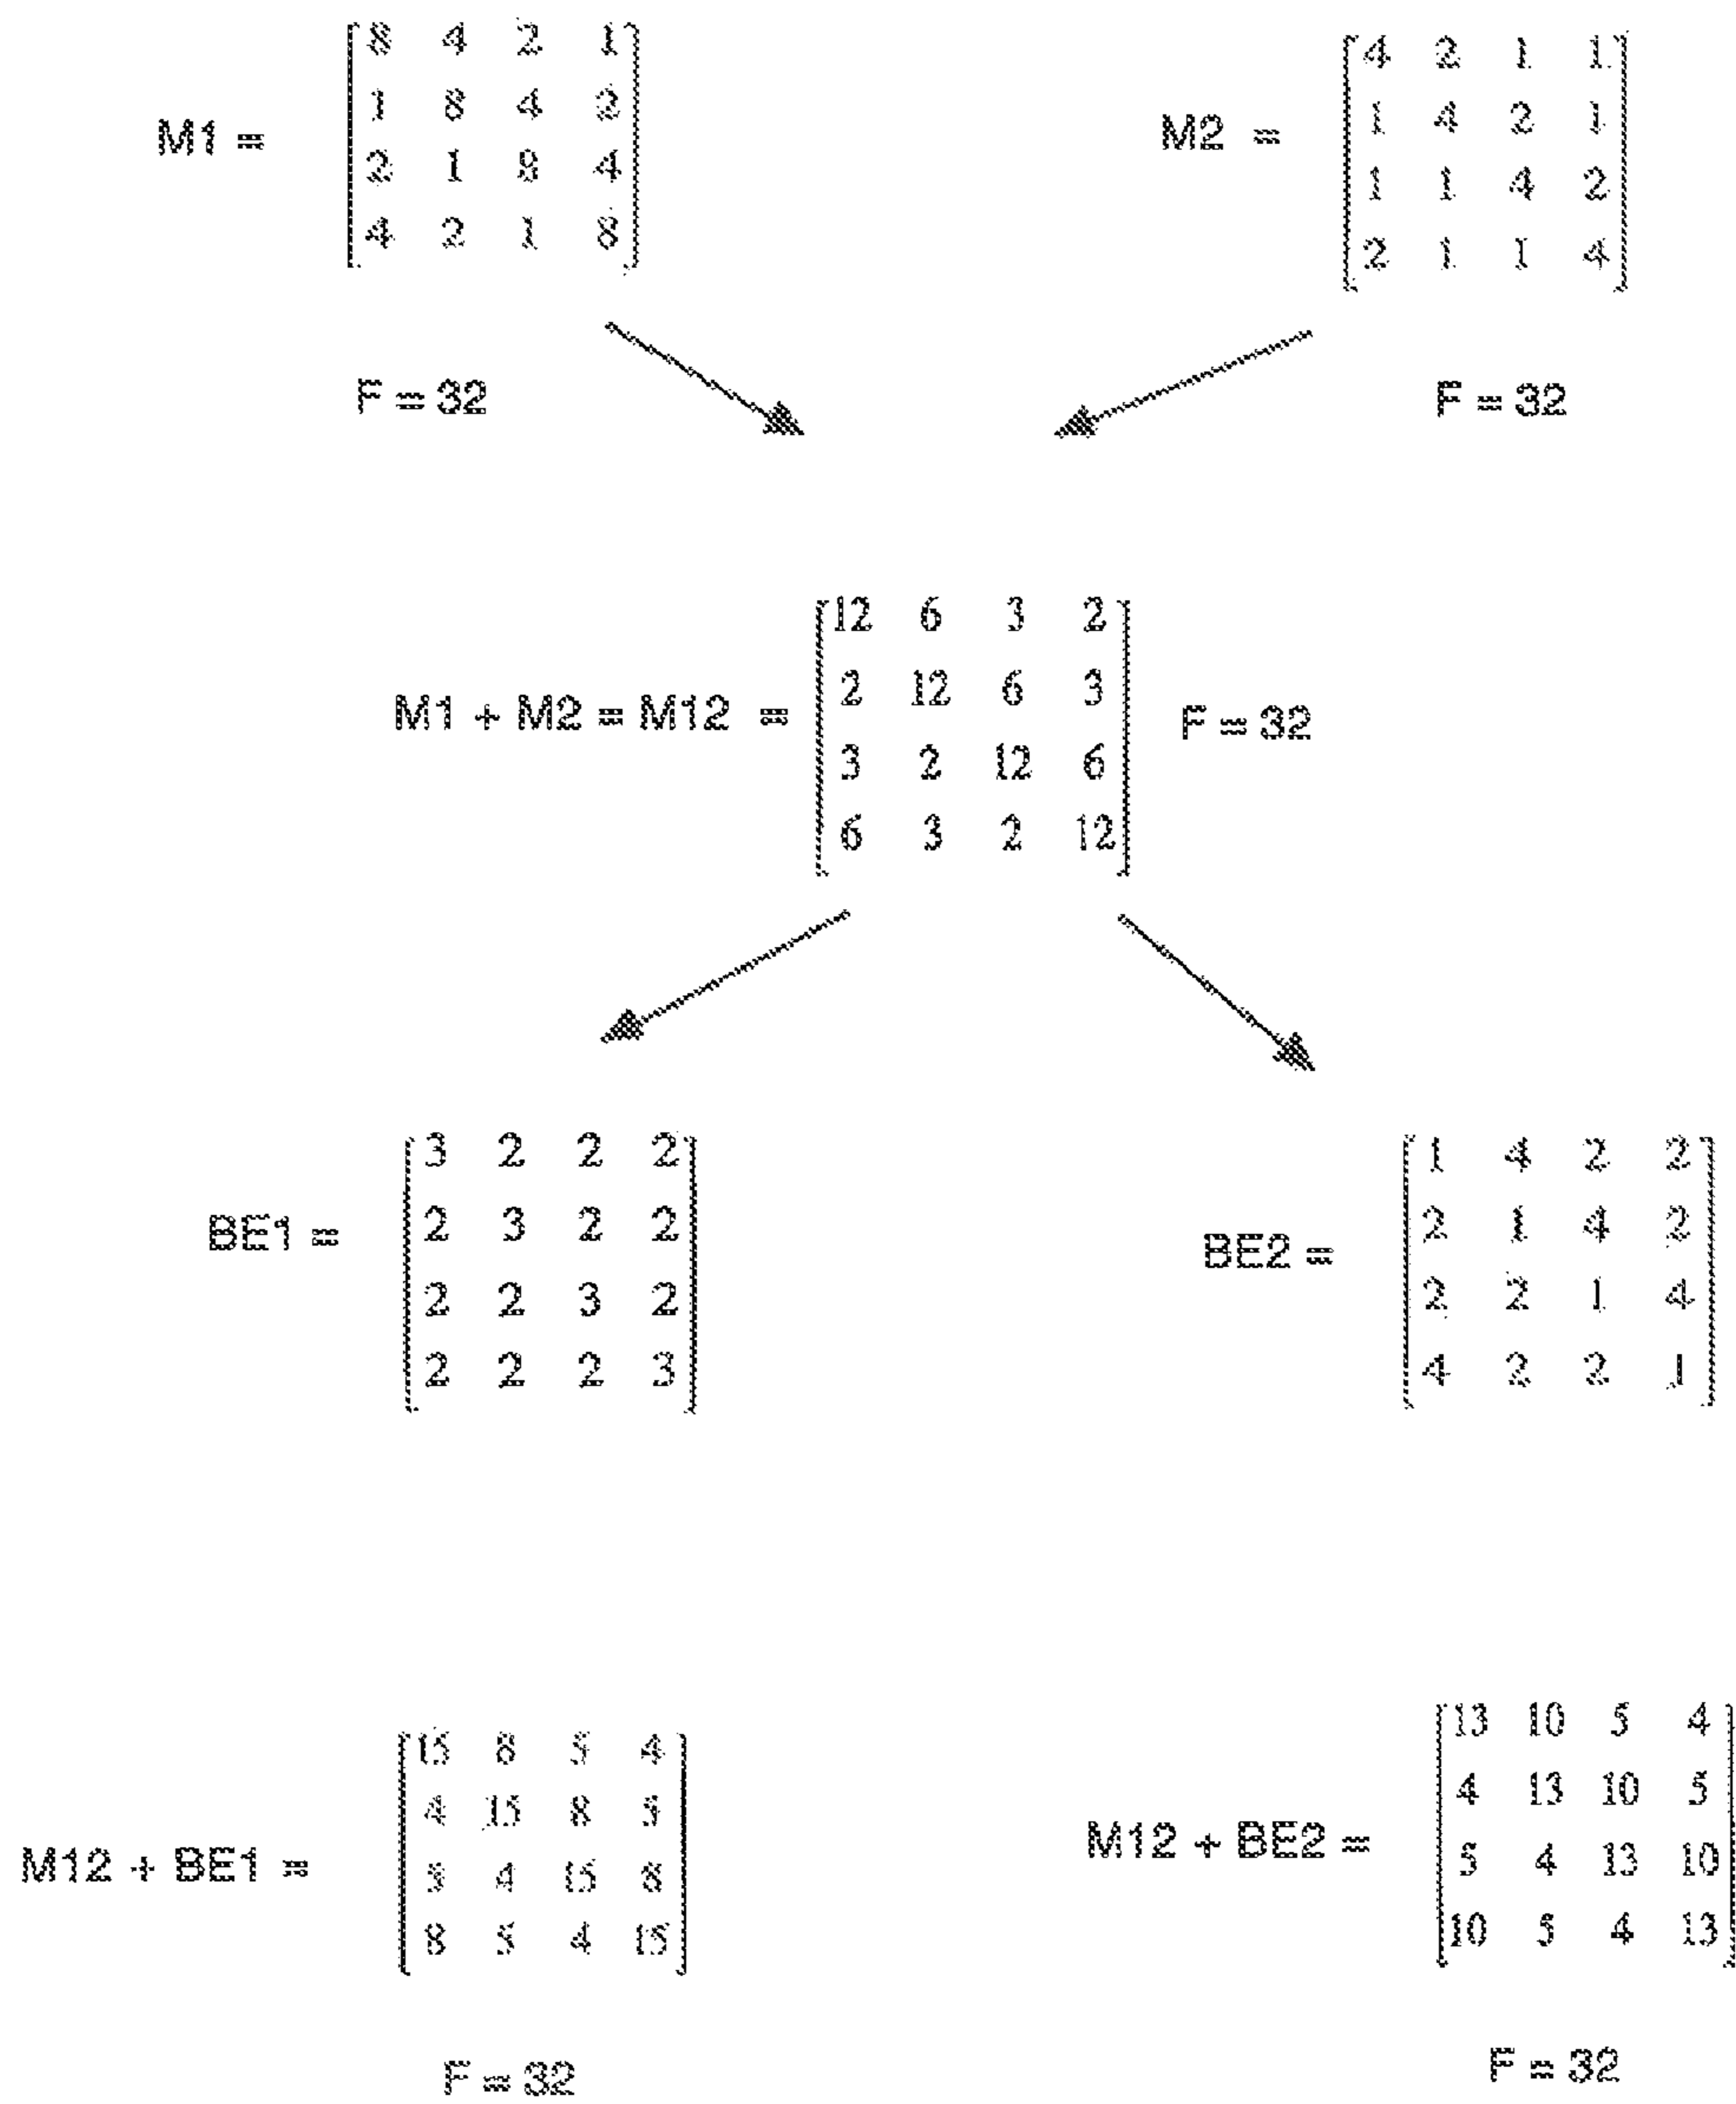 M1 =
8 4 2 1
1 8 4 2
2 1 8 4
4 2 1 8
F = 32
M2 =
4 2 1 1
1 4 2 1
1 1 4 2
2 1 1 4
F = 32
M1 + M2 = M12 =
12 6 3 2
2 12 6 3
3 2 12 6
6 3 2 12
F = 32
BE1 =
3 2 2 2
2 3 2 2
2 2 3 2
2 2 2 3
BE2 =
1 4 2 2
2 1 4 2
2 2 1 4
4 2 2 1
M12 + BE1 =
15 8 5 4
4 15 8 5
5 4 15 8
8 5 4 15
F = 32
M12 + BE2 =
13 10 5 4
4 13 10 5
5 4 13 10
10 5 4 13
F = 32